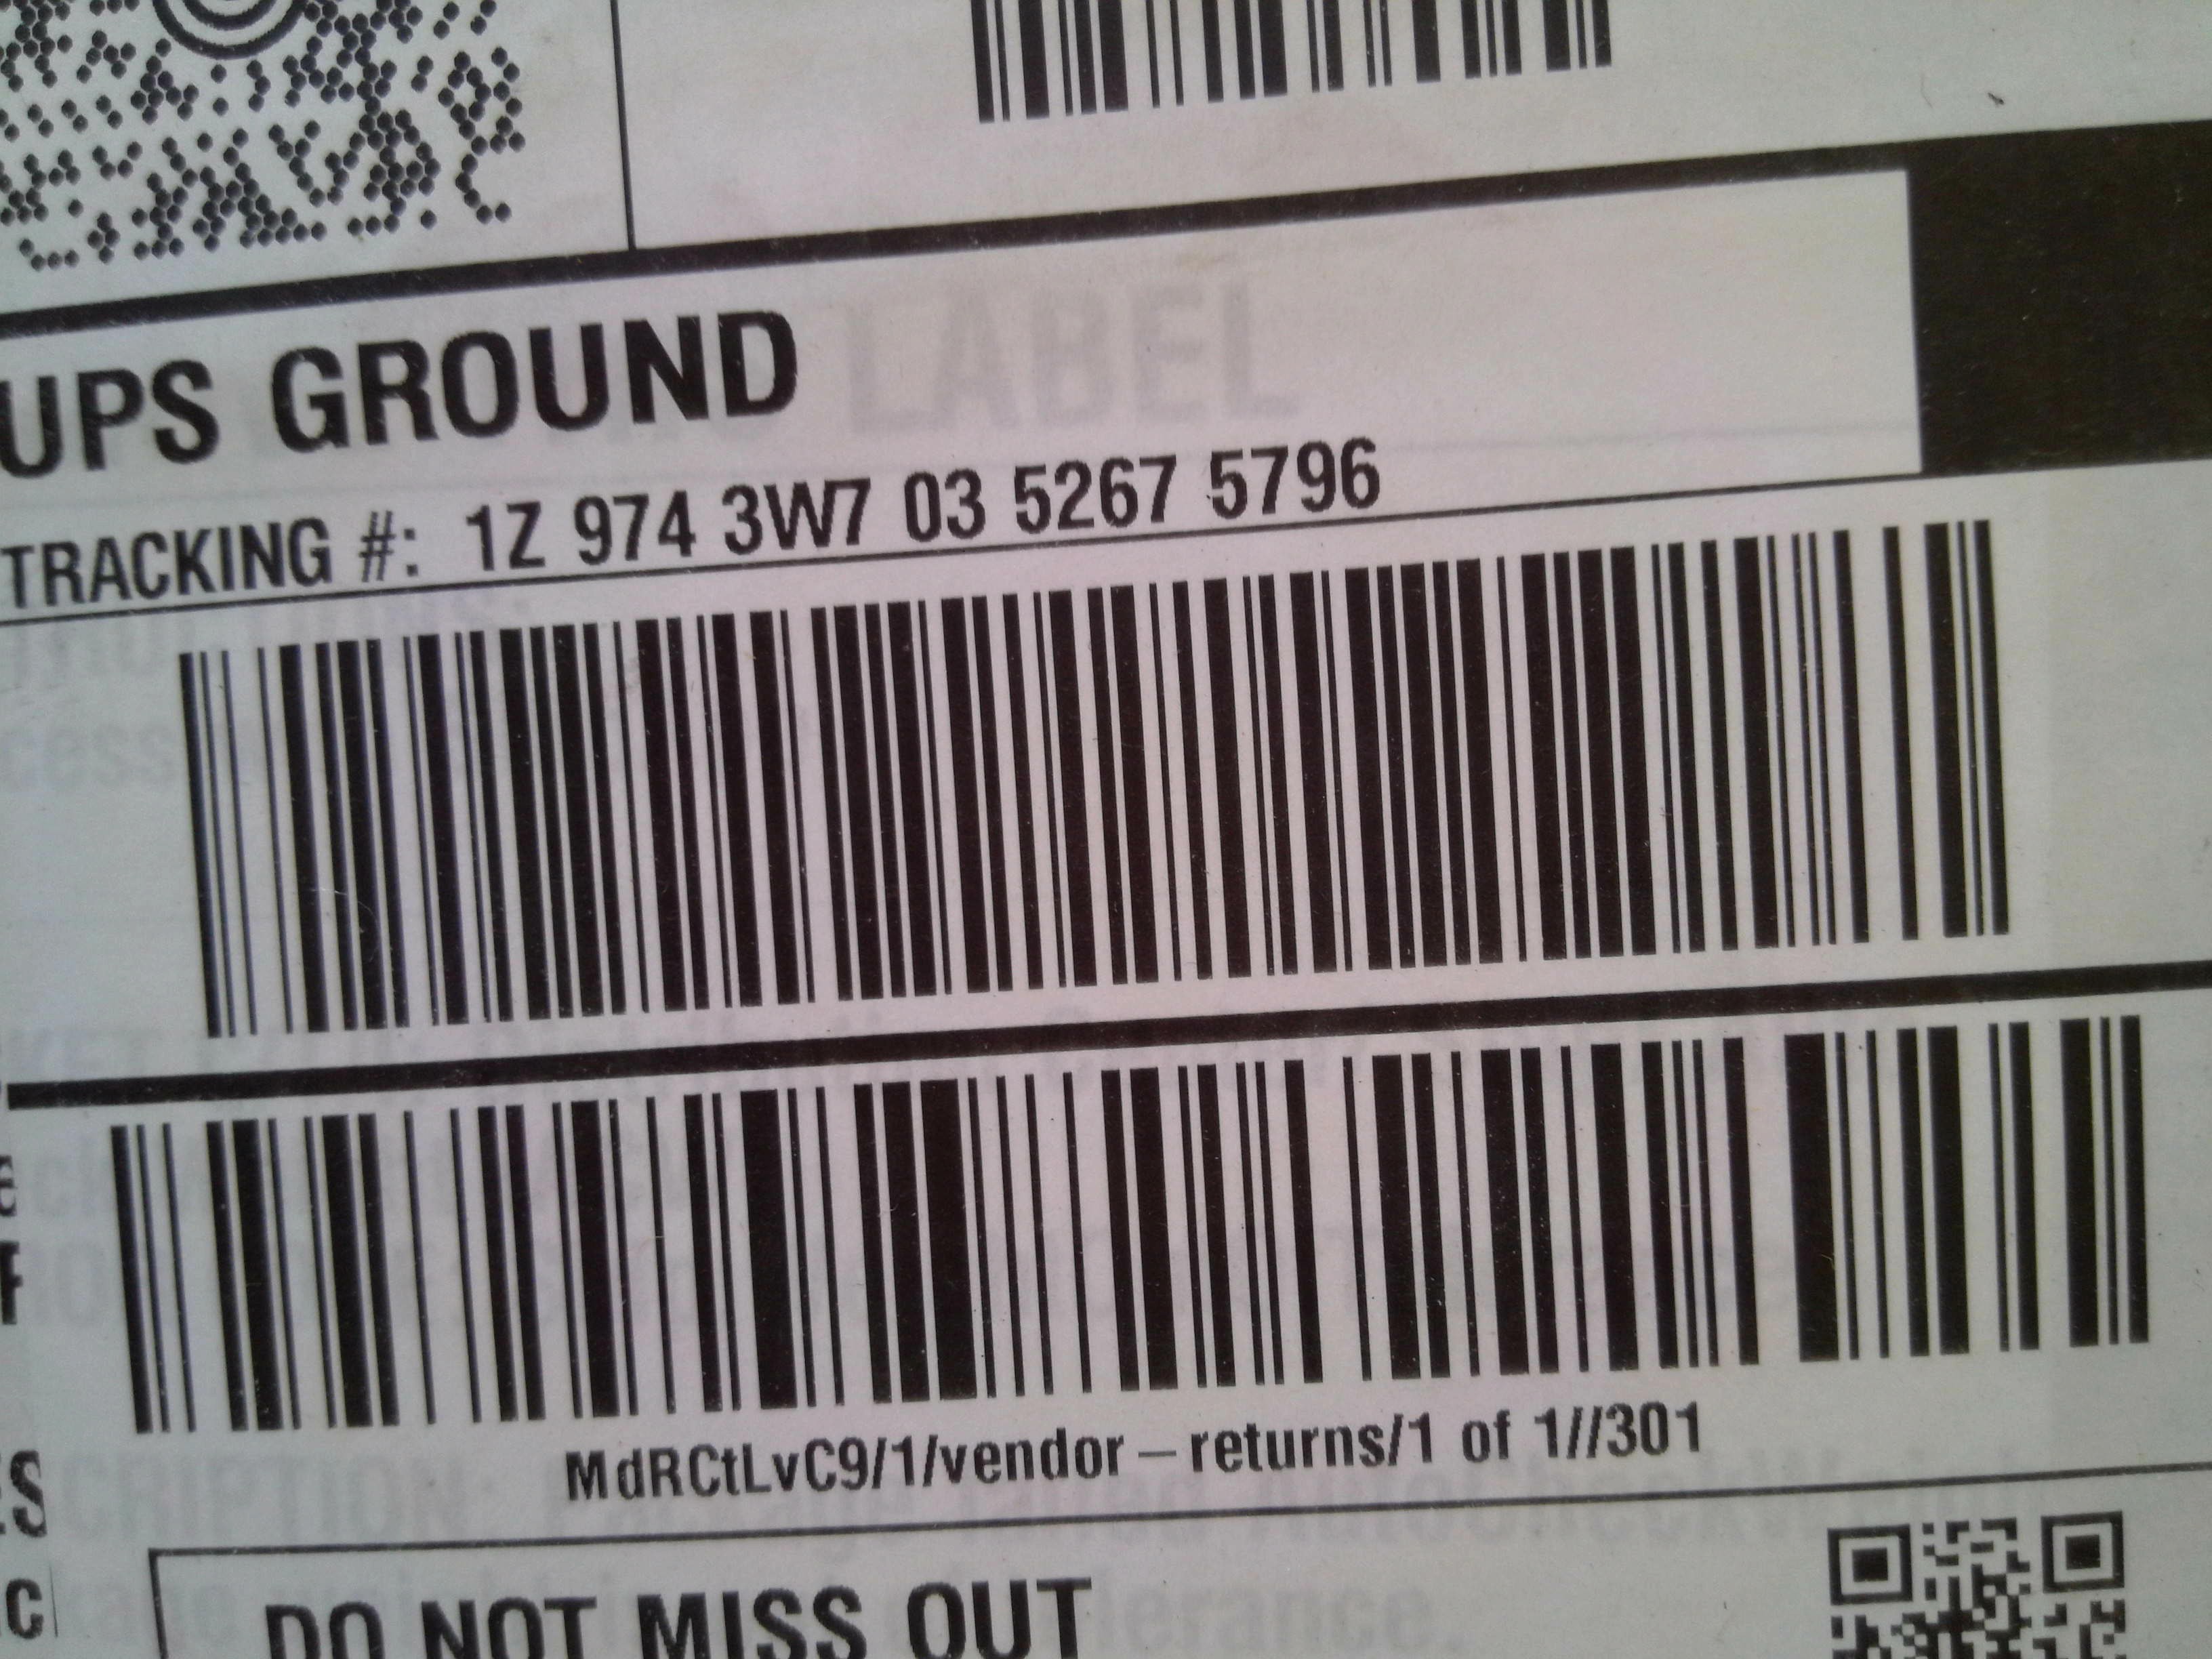 UPS GROUND LABEL
TRACKING #: 1Z 974 3W7 03 5267 5796
MdRCtLvC9/1/vendor – returns/1 of 1//301
DO NOT MISS OUT